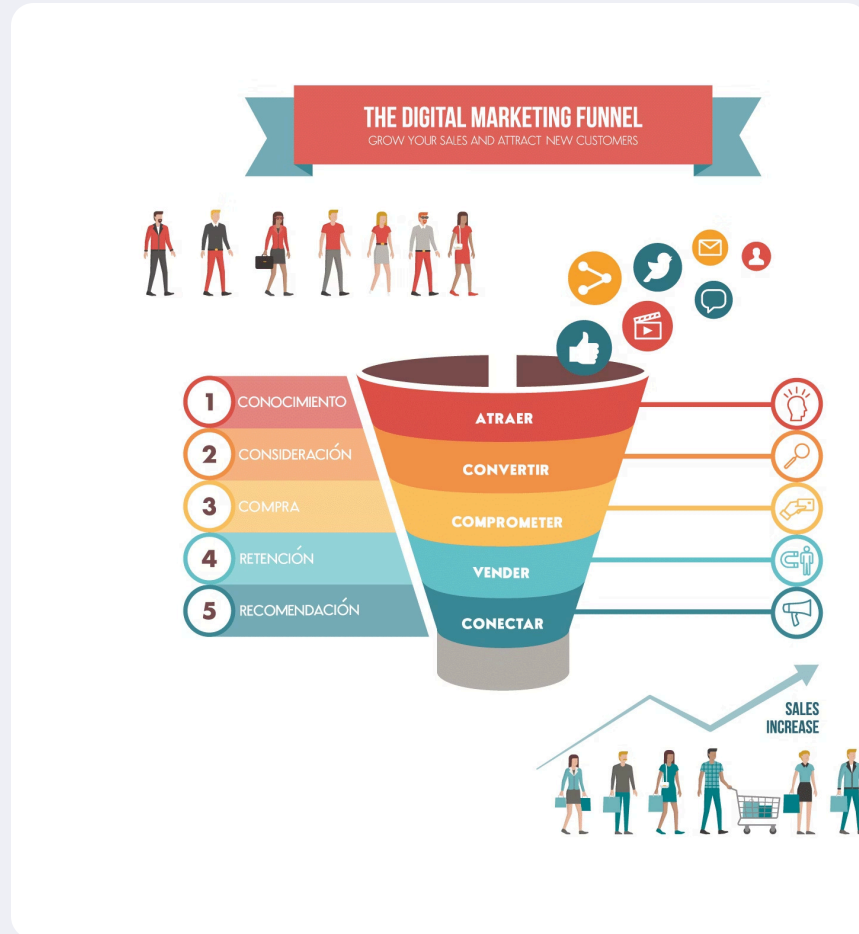 THE DIGITAL MARKETING FUNNEL
GROW YOUR SALES AND ATTRACT NEW CUSTOMERS
1 CONOCIMIENTO
ATRAER
2 CONSIDERACIÓN
CONVERTIR
3 COMPRA
COMPROMETER
4 RETENCIÓN
VENDER
5 RECOMENDACIÓN
CONECTAR
SALES
INCREASE